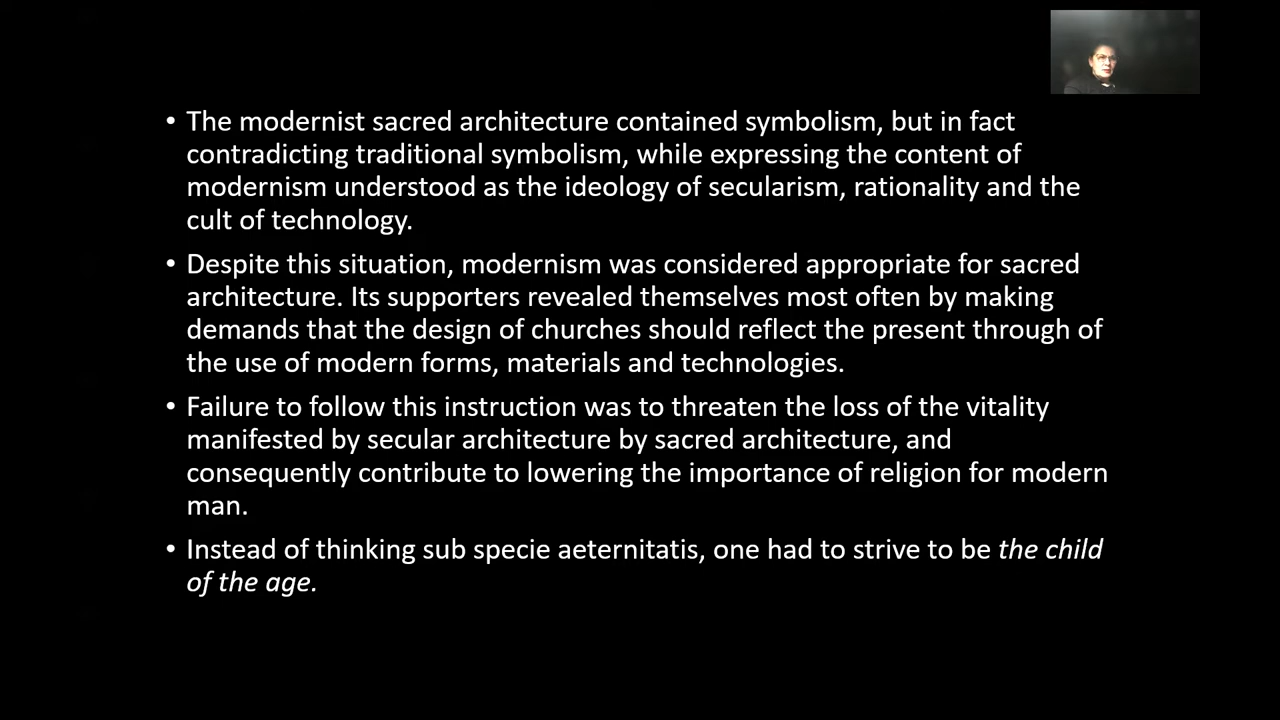 • The modernist sacred architecture contained symbolism, but in fact
contradicting traditional symbolism, while expressing the content of
modernism understood as the ideology of secularism, rationality and the
cult of technology.
• Despite this situation, modernism was considered appropriate for sacred
architecture. Its supporters revealed themselves most often by making
demands that the design of churches should reflect the present through of
the use of modern forms, materials and technologies.
• Failure to follow this instruction was to threaten the loss of the vitality
manifested by secular architecture by sacred architecture, and
consequently contribute to lowering the importance of religion for modern
man.
• Instead of thinking sub specie aeternitatis, one had to strive to be the child
of the age.